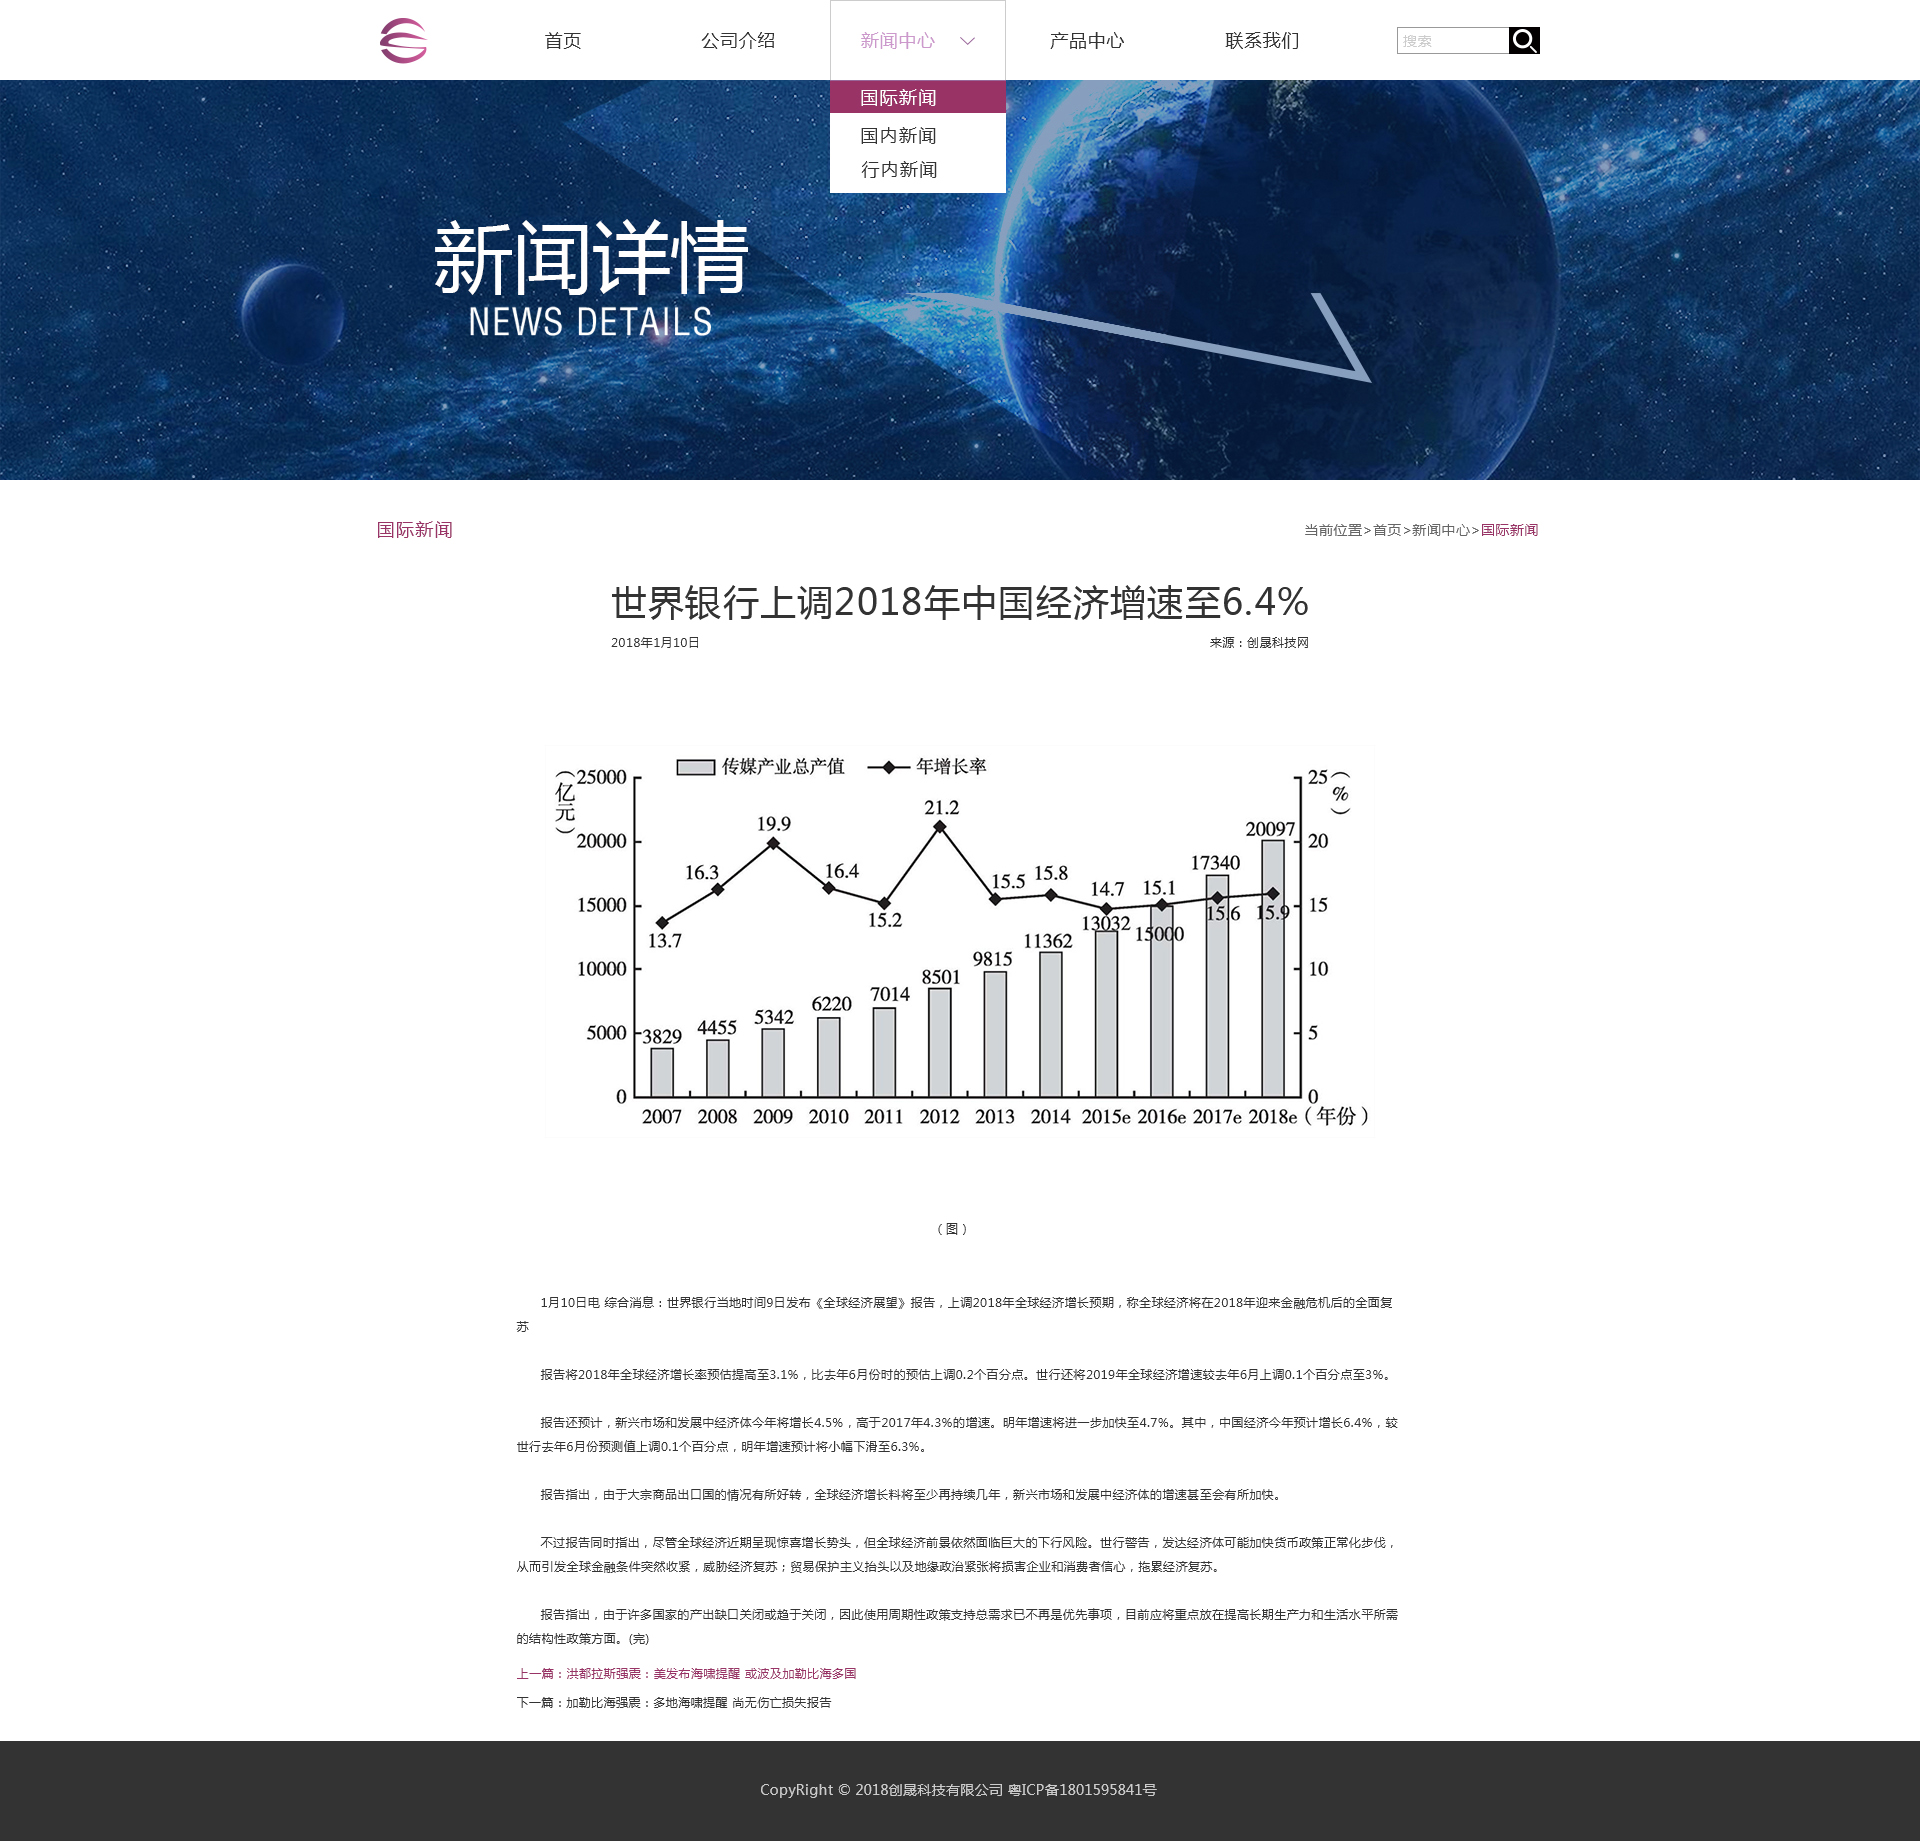 首页
公司介绍
新闻中心
产品中心
联系我们
搜索
国际新闻
国内新闻
行内新闻
新闻详情
NEWS DETAILS
国际新闻
当前位置>首页>新闻中心>国际新闻
世界银行上调2018年中国经济增速至6.4%
2018年1月10日
来源：创晟科技网
传媒产业总产值
年增长率
（亿元）
25000
20000
15000
10000
5000
0
25（%）
20
15
10
5
0
13.7
16.3
19.9
16.4
15.2
21.2
15.5
15.8
14.7
15.1
15.6
15.9
3829
4455
5342
6220
7014
8501
9815
11362
13032
15000
17340
20097
2007 2008 2009 2010 2011 2012 2013 2014 2015e 2016e 2017e 2018e（年份）
（图）
1月10日电 综合消息：世界银行当地时间9日发布《全球经济展望》报告，上调2018年全球经济增长预期，称全球经济将在2018年迎来金融危机后的全面复
苏
报告将2018年全球经济增长率预估提高至3.1%，比去年6月份时的预估上调0.2个百分点。世行还将2019年全球经济增速较去年6月上调0.1个百分点至3%。
报告还预计，新兴市场和发展中经济体今年将增长4.5%，高于2017年4.3%的增速。明年增速将进一步加快至4.7%。其中，中国经济今年预计增长6.4%，较
世行去年6月份预测值上调0.1个百分点，明年增速预计将小幅下滑至6.3%。
报告指出，由于大宗商品出口国的情况有所好转，全球经济增长料将至少再持续几年，新兴市场和发展中经济体的增速甚至会有所加快。
不过报告同时指出，尽管全球经济近期呈现惊喜增长势头，但全球经济前景依然面临巨大的下行风险。世行警告，发达经济体可能加快货币政策正常化步伐，
从而引发全球金融条件突然收紧，威胁经济复苏；贸易保护主义抬头以及地缘政治紧张将损害企业和消费者信心，拖累经济复苏。
报告指出，由于许多国家的产出缺口关闭或趋于关闭，因此使用周期性政策支持总需求已不再是优先事项，目前应将重点放在提高长期生产力和生活水平所需
的结构性政策方面。(完)
上一篇：洪都拉斯强震：美发布海啸提醒 或波及加勒比海多国
下一篇：加勒比海强震：多地海啸提醒 尚无伤亡损失报告
CopyRight © 2018创晟科技有限公司 粤ICP备1801595841号